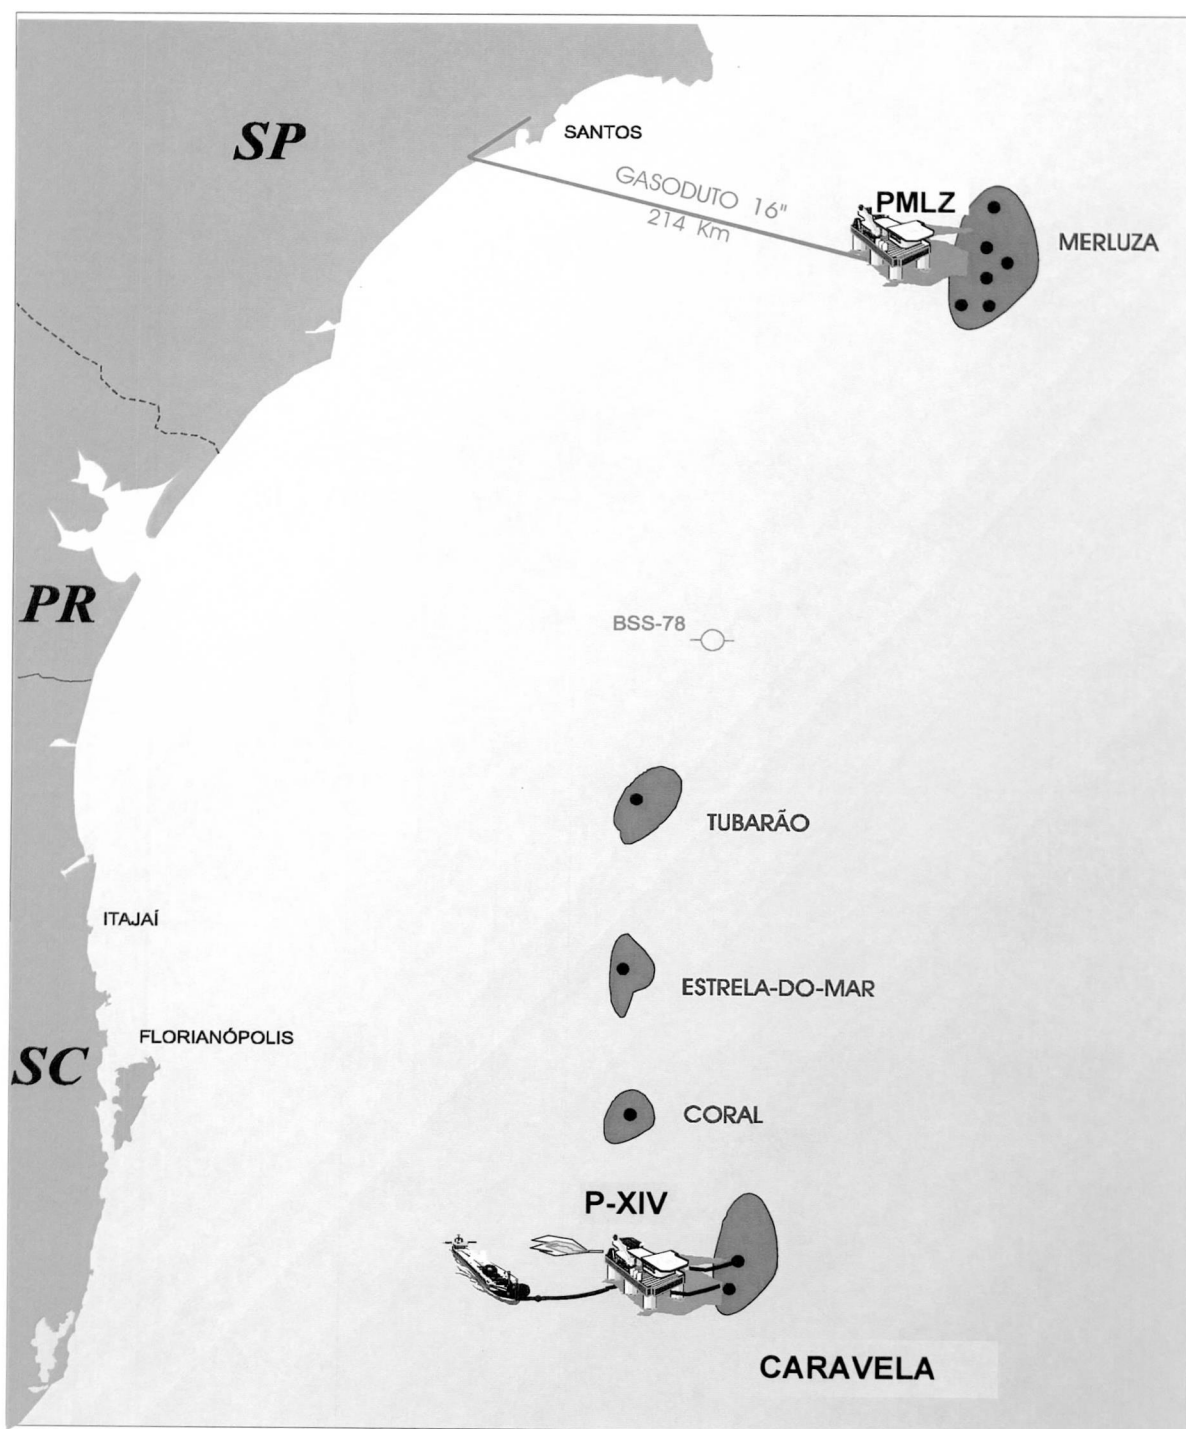 SP
SANTOS
GASODUTO 16"
214 Km
PMLZ
MERLUZA
PR
BSS-78
TUBARÃO
ITAJAÍ
ESTRELA-DO-MAR
FLORIANÓPOLIS
SC
CORAL
P-XIV
CARAVELA